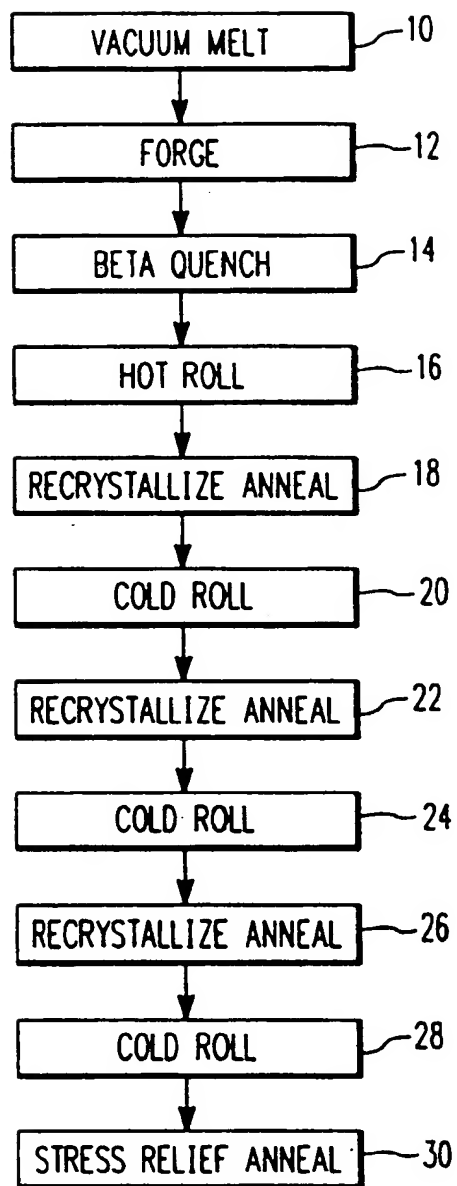 VACUUM MELT 10
FORGE 12
BETA QUENCH 14
HOT ROLL 16
RECRYSTALLIZE ANNEAL 18
COLD ROLL 20
RECRYSTALLIZE ANNEAL 22
COLD ROLL 24
RECRYSTALLIZE ANNEAL 26
COLD ROLL 28
STRESS RELIEF ANNEAL 30